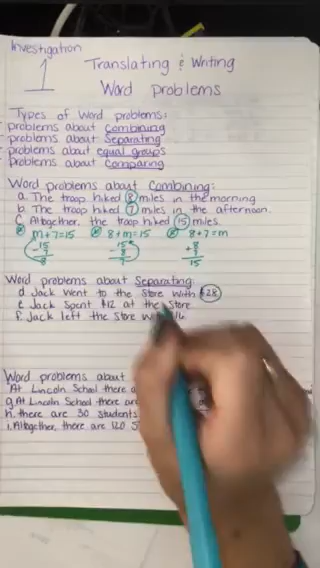 Investigation
1
Translating & Writing
Word Problems
Types of Word problems:
problems about Combining
problems about Separating
problems about equal groups
problems about Comparing
Word problems about Combining:
a. The troop hiked 8 miles in the morning
b. The troop hiked 7 miles in the afternoon.
C. Altogether, the troop hiked 15 miles.
m+7=15 8+m=15 8+7=m
15 15 +8
-7 -8 7
8 7 15
Word problems about Separating:
d Jack went to the Store with $28
e. Jack Spent $12 at the Store
f. Jack left the Store with
Word problems about
g At Lincoln School there are
h. there are 30 students
i. Altogether, there are 120